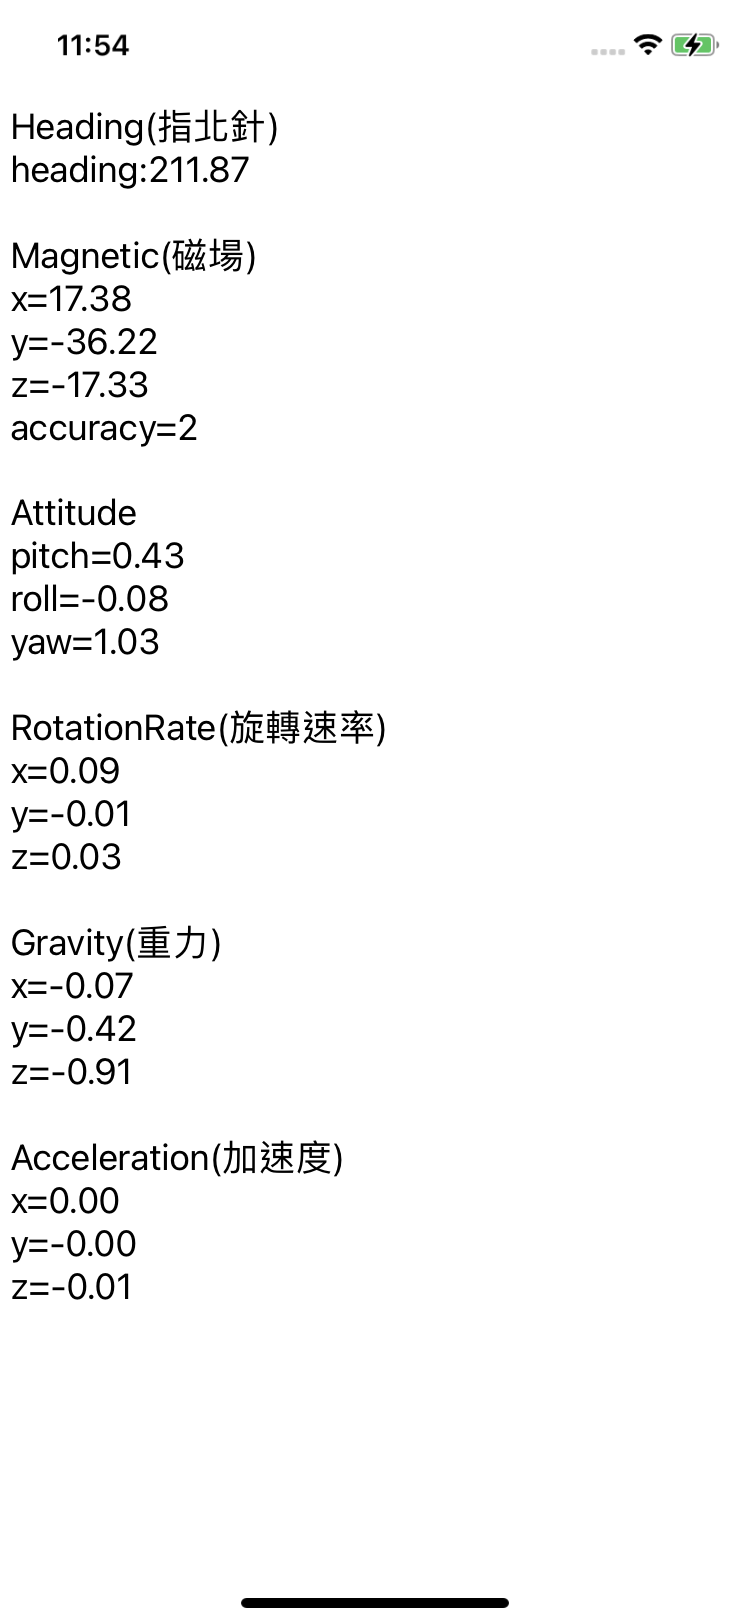 11:54
Heading(指北針)
heading:211.87
Magnetic(磁場)
x=17.38
y=-36.22
z=-17.33
accuracy=2
Attitude
pitch=0.43
roll=-0.08
yaw=1.03
RotationRate(旋轉速率)
x=0.09
y=-0.01
z=0.03
Gravity(重力)
x=-0.07
y=-0.42
z=-0.91
Acceleration(加速度)
x=0.00
y=-0.00
z=-0.01